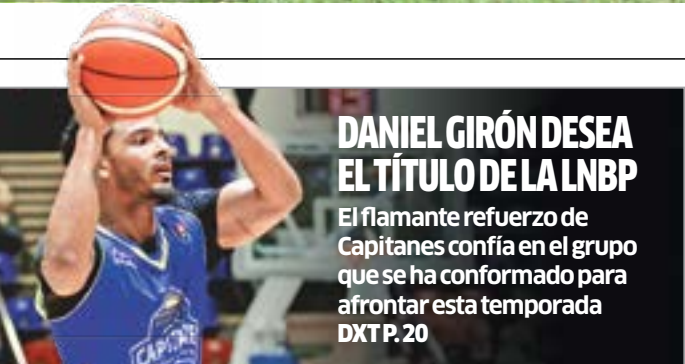 DANIEL GIRÓN DESEA
EL TÍTULO DE LA LNBP
El flamante refuerzo de
Capitanes confía en el grupo
que se ha conformado para
afrontar esta temporada
DXT P. 20